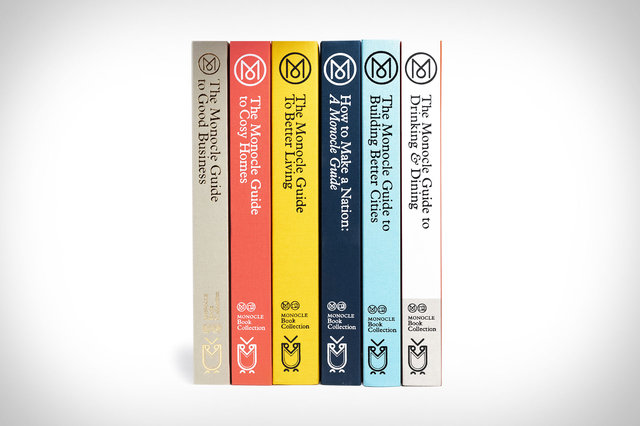 The Monocle Guide
to Good Business
The Monocle Guide
to Cosy Homes
MONOCLE
Book
Collection
The Monocle Guide
To Better Living
MONOCLE
Book
Collection
How to Make a Nation:
A Monocle Guide
MONOCLE
Book
Collection
The Monocle Guide to
Building Better Cities
MONOCLE
Book
Collection
The Monocle Guide to
Drinking & Dining
MONOCLE
Book
Collection